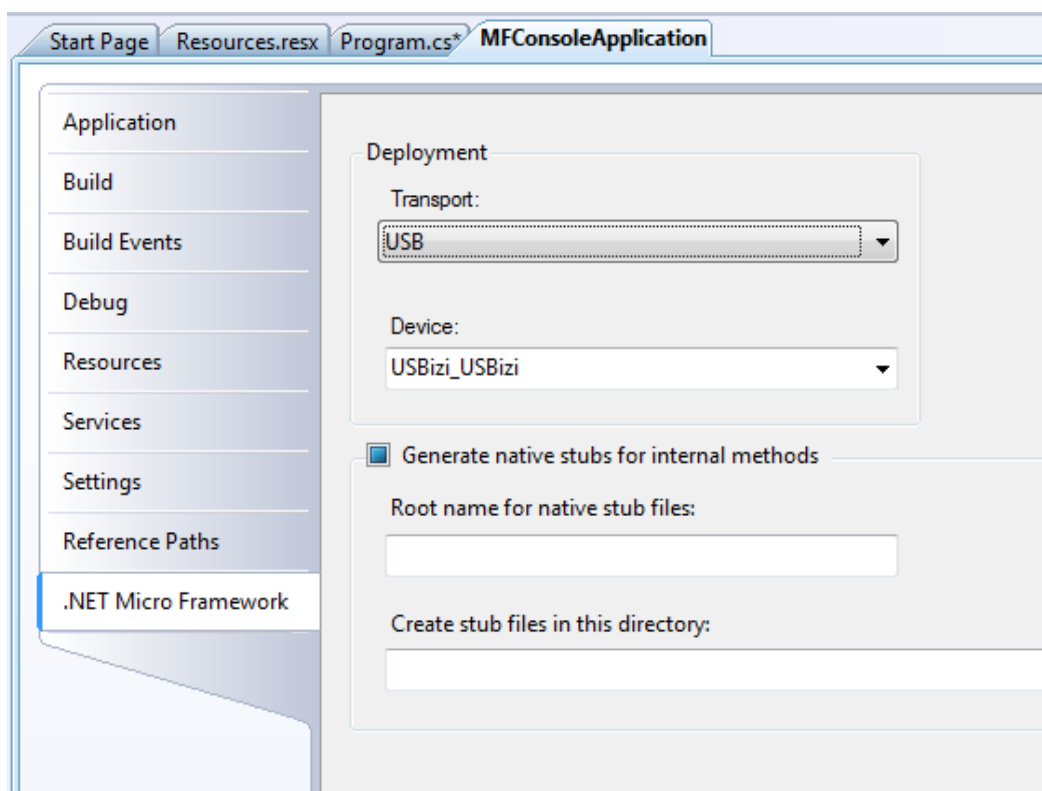 Start Page Resources.resx Program.cs* MFConsoleApplication
Application
Build
Build Events
Debug
Resources
Services
Settings
Reference Paths
.NET Micro Framework
Deployment
Transport:
USB
Device:
USBizi_USBizi
Generate native stubs for internal methods
Root name for native stub files:
Create stub files in this directory: